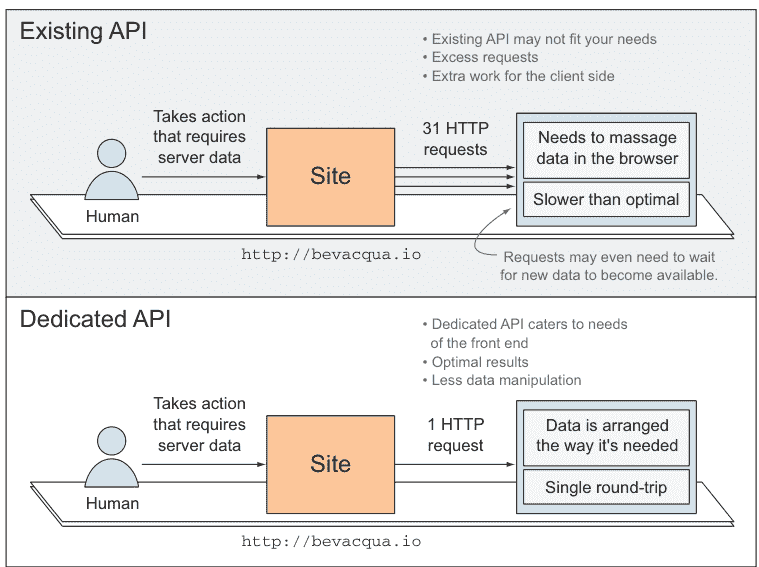 Existing API
• Existing API may not fit your needs
• Excess requests
• Extra work for the client side
Takes action
that requires
server data
Human
Site
31 HTTP
requests
Needs to massage
data in the browser
Slower than optimal
http://bevacqua.io
Requests may even need to wait
for new data to become available.
Dedicated API
• Dedicated API caters to needs
of the front end
• Optimal results
• Less data manipulation
Takes action
that requires
server data
Human
Site
1 HTTP
request
Data is arranged
the way it's needed
Single round-trip
http://bevacqua.io